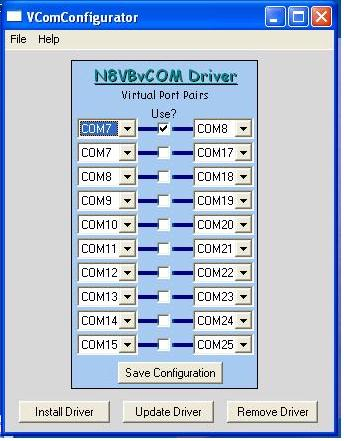 VComConfigurator
File Help
N8VBvCOM Driver
Virtual Port Pairs
Use?
COM7 COM8
COM7 COM17
COM8 COM18
COM9 COM19
COM10 COM20
COM11 COM21
COM12 COM22
COM13 COM23
COM14 COM24
COM15 COM25
Save Configuration
Install Driver Update Driver Remove Driver